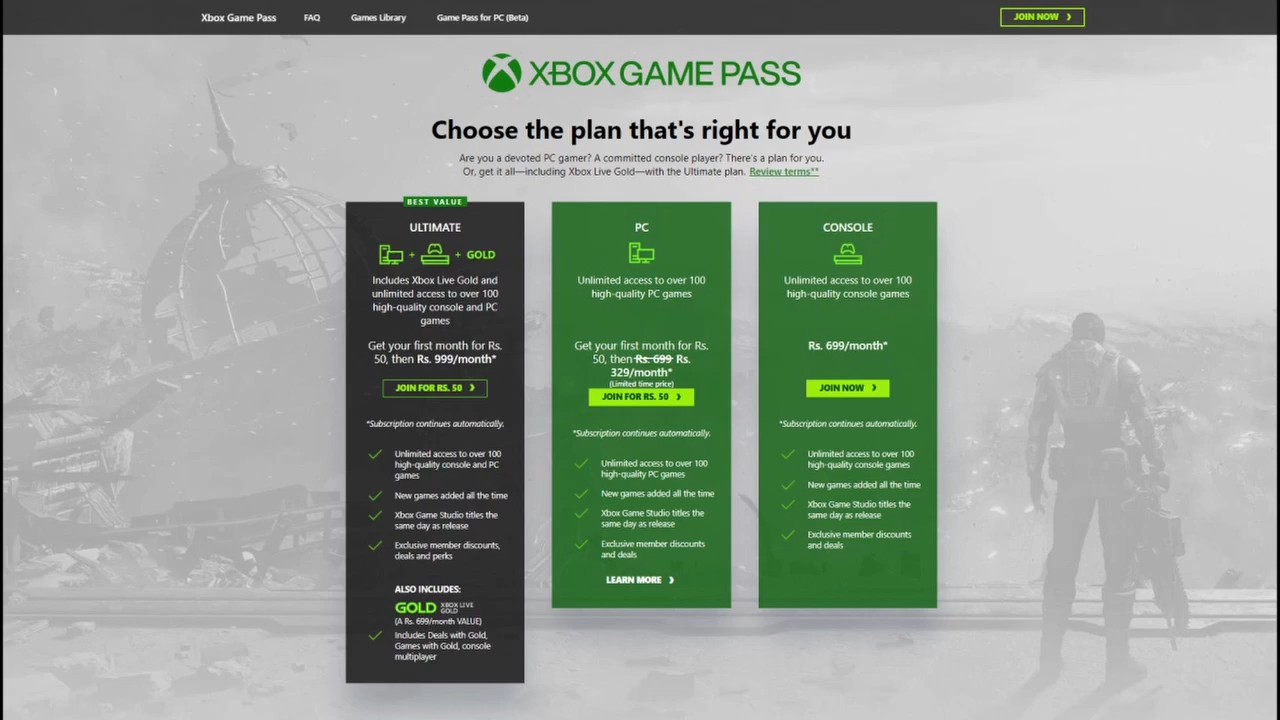 Xbox Game Pass FAQ Games Library Game Pass for PC (Beta) JOIN NOW
XBOX GAME PASS
Choose the plan that's right for you
Are you a devoted PC gamer? A committed console player? There's a plan for you.
Or, get it all—including Xbox Live Gold—with the Ultimate plan. Review terms**
BEST VALUE
ULTIMATE
+ + GOLD
Includes Xbox Live Gold and
unlimited access to over 100
high-quality console and PC
games
Get your first month for Rs.
50, then Rs. 999/month*
JOIN FOR RS. 50
*Subscription continues automatically.
Unlimited access to over 100
high-quality console and PC
games
New games added all the time
Xbox Game Studio titles the
same day as release
Exclusive member discounts,
deals and perks
ALSO INCLUDES:
GOLD XBOX LIVE
GOLD
(A Rs. 699/month VALUE)
Includes Deals with Gold,
Games with Gold, console
multiplayer
PC
Unlimited access to over 100
high-quality PC games
Get your first month for Rs.
50, then Rs. 699 Rs.
329/month*
(Limited time price)
JOIN FOR RS. 50
*Subscription continues automatically.
Unlimited access to over 100
high-quality PC games
New games added all the time
Xbox Game Studio titles the
same day as release
Exclusive member discounts
and deals
LEARN MORE
CONSOLE
Unlimited access to over 100
high-quality console games
Rs. 699/month*
JOIN NOW
*Subscription continues automatically.
Unlimited access to over 100
high-quality console games
New games added all the time
Xbox Game Studio titles the
same day as release
Exclusive member discounts
and deals